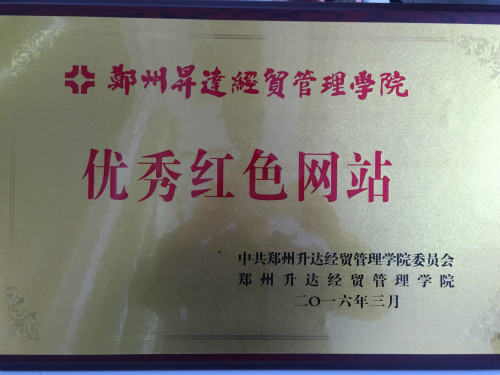 鄭州昇達經貿管理學院
优秀红色网站
中共郑州升达经贸管理学院委员会
郑州升达经贸管理学院
二〇一六年三月